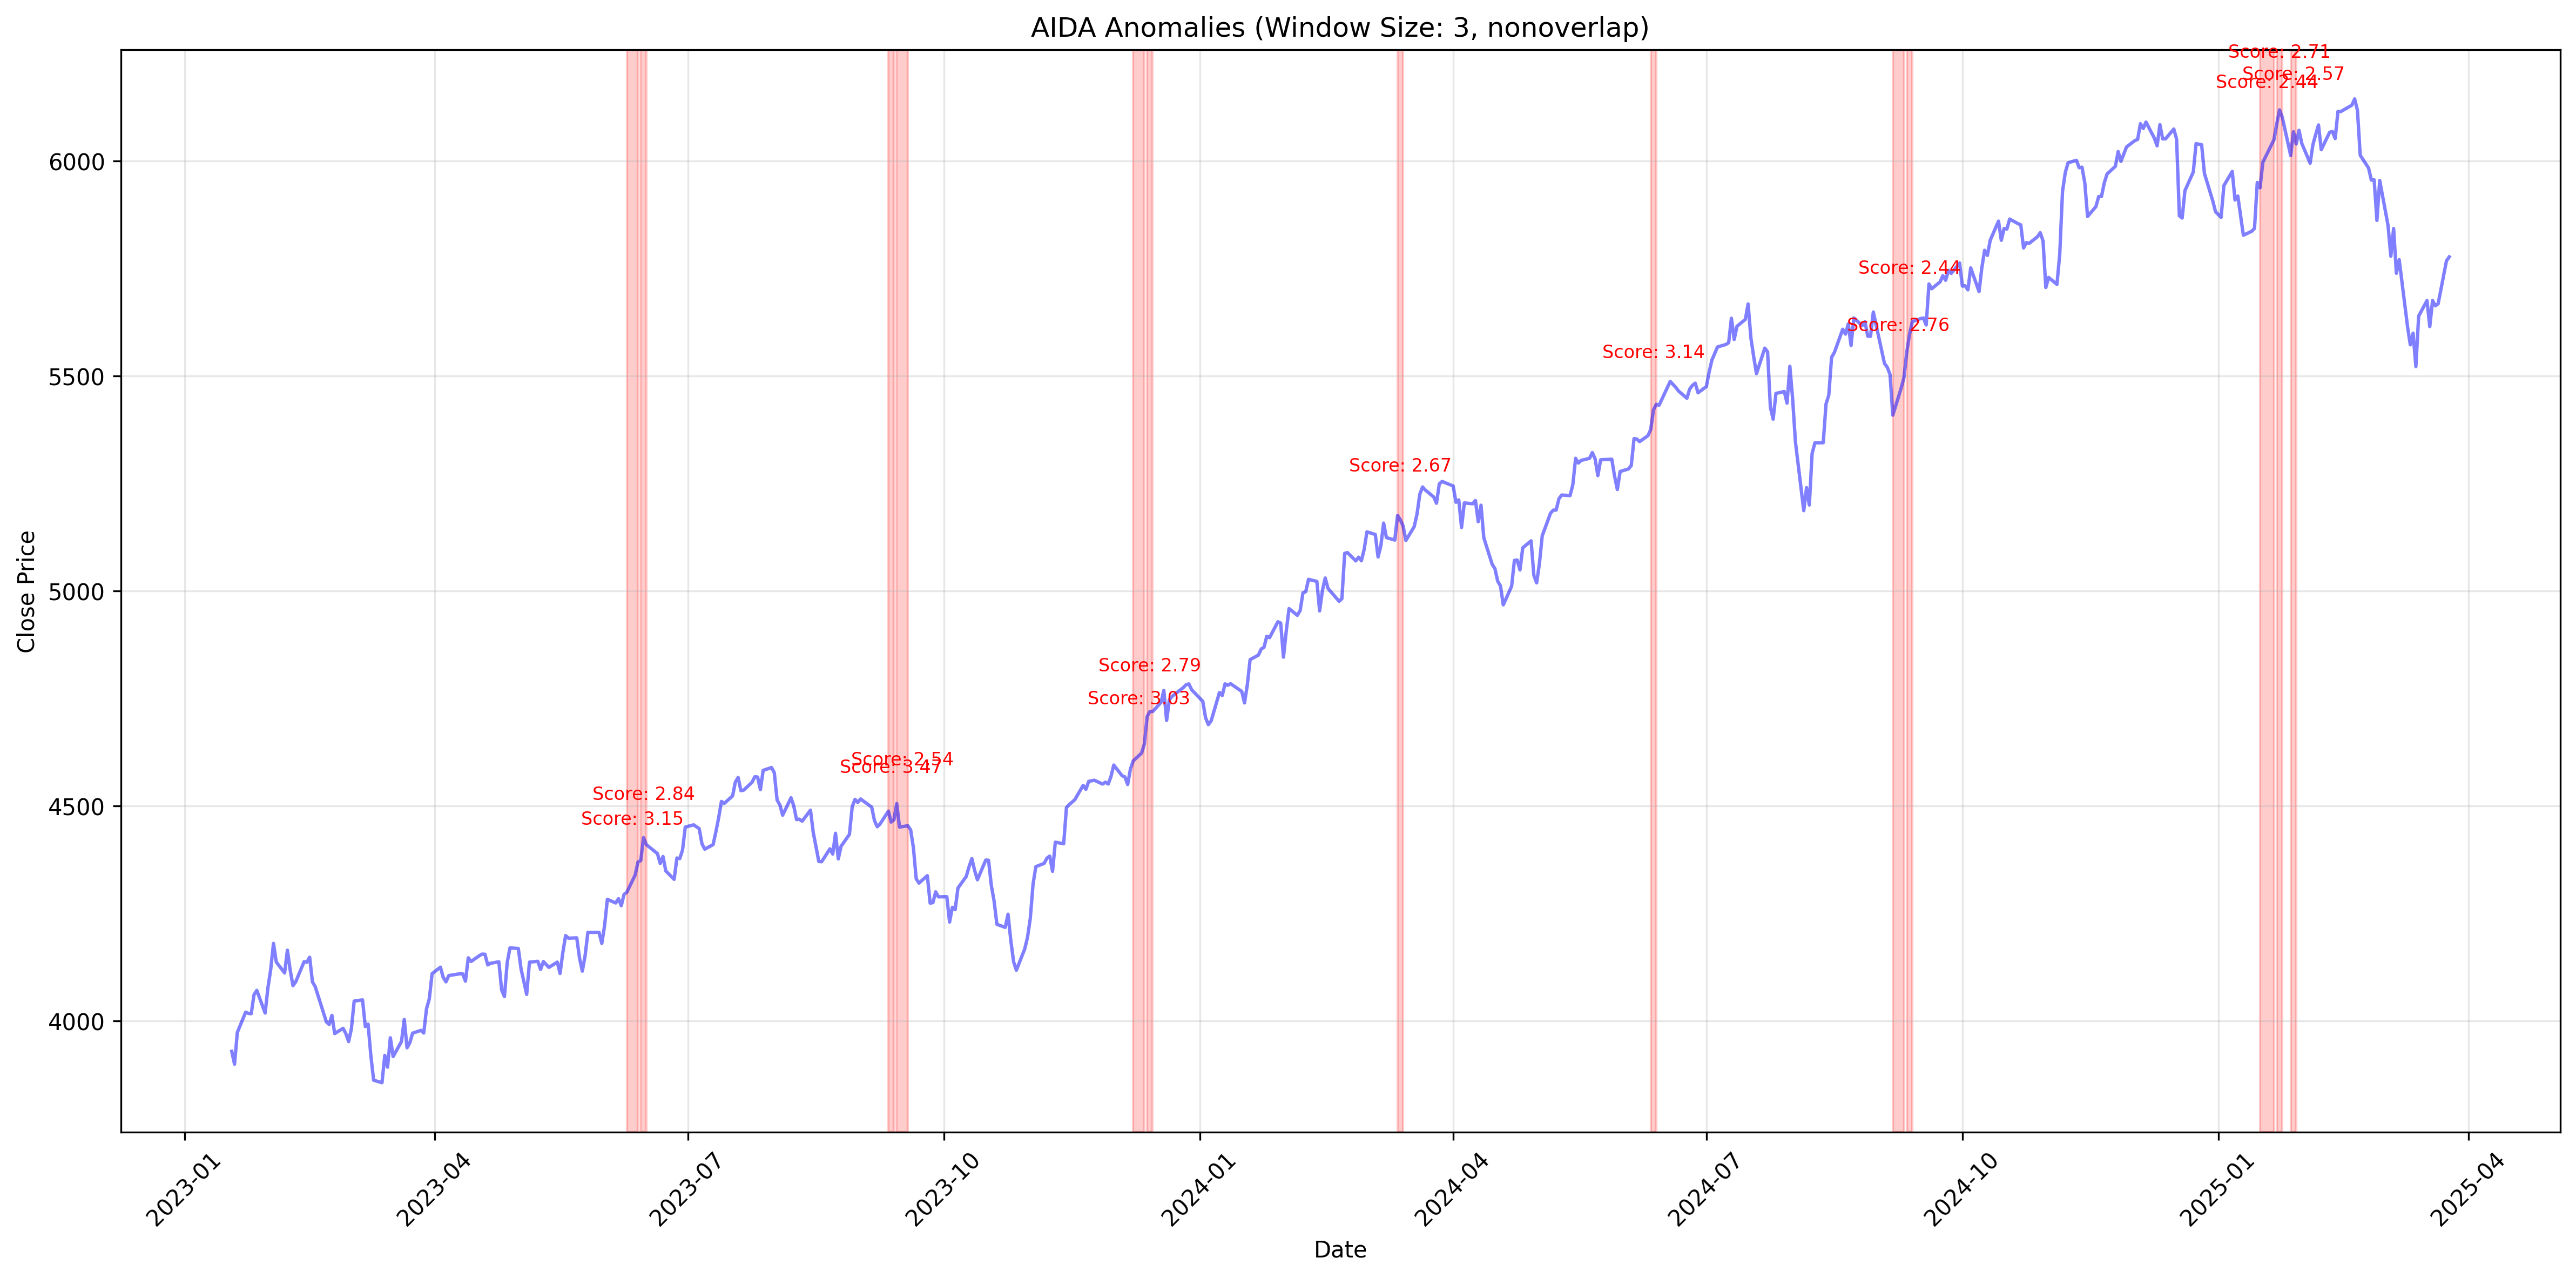 AIDA Anomalies (Window Size: 3, nonoverlap)
Score: 2.71
Score: 2.57
Score: 2.44
6000
Score: 2.44
Score: 2.76
5500
Score: 3.14
Score: 2.67
5000
Close Price
Score: 2.79
Score: 3.03
Score: 2.54
Score: 3.47
4500
Score: 2.84
Score: 3.15
4000
2023-01
2023-04
2023-07
2023-10
2024-01
2024-04
2024-07
2024-10
2025-01
2025-04
Date